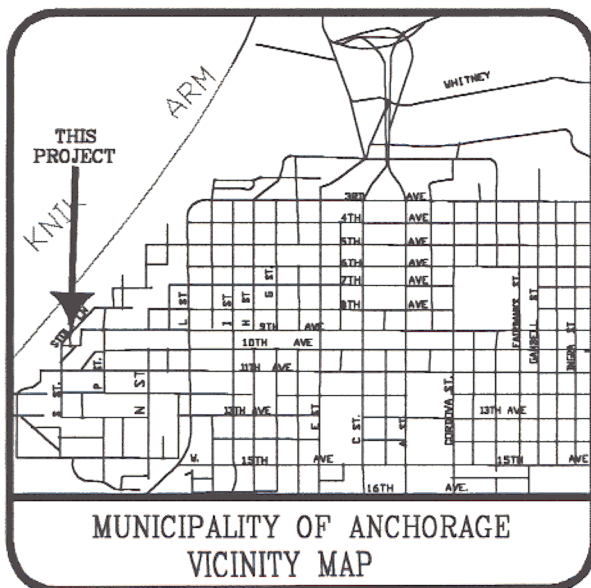 ARM
KNIK
THIS
PROJECT
WHITNEY
3RD AVE
4TH AVE
5TH AVE
6TH AVE
7TH AVE
8TH AVE
9TH AVE
10TH AVE
11TH AVE
13TH AVE
13TH AVE
15TH AVE
15TH AVE
16TH AVE.
L ST
I ST
H ST
G ST.
FAIRBANKS ST
GAMBELL ST
INGRA ST
S ST.
P ST.
N ST
E ST
C ST.
A ST.
CORDOVA ST.
W.
MUNICIPALITY OF ANCHORAGE
VICINITY MAP